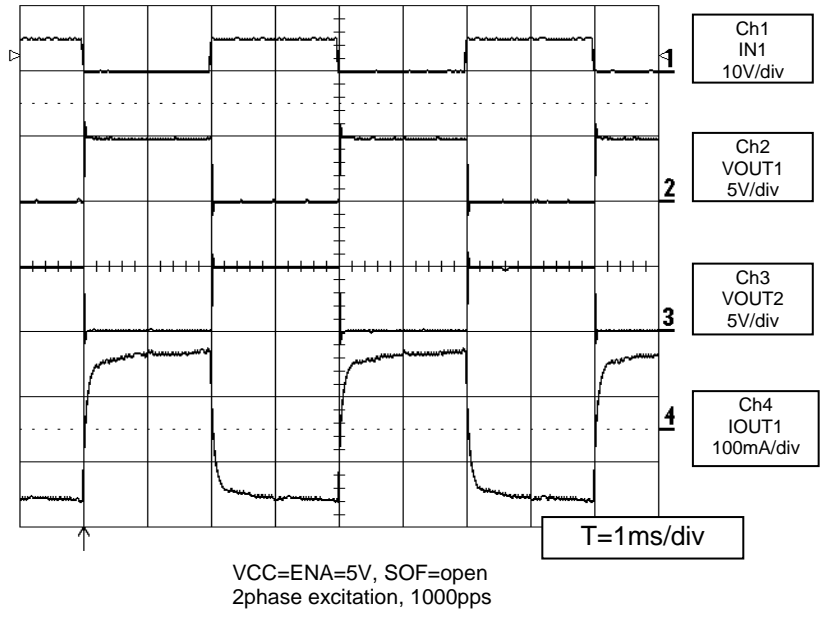 1
Ch1
IN1
10V/div
2
Ch2
VOUT1
5V/div
3
Ch3
VOUT2
5V/div
4
Ch4
IOUT1
100mA/div
T=1ms/div
VCC=ENA=5V, SOF=open
2phase excitation, 1000pps